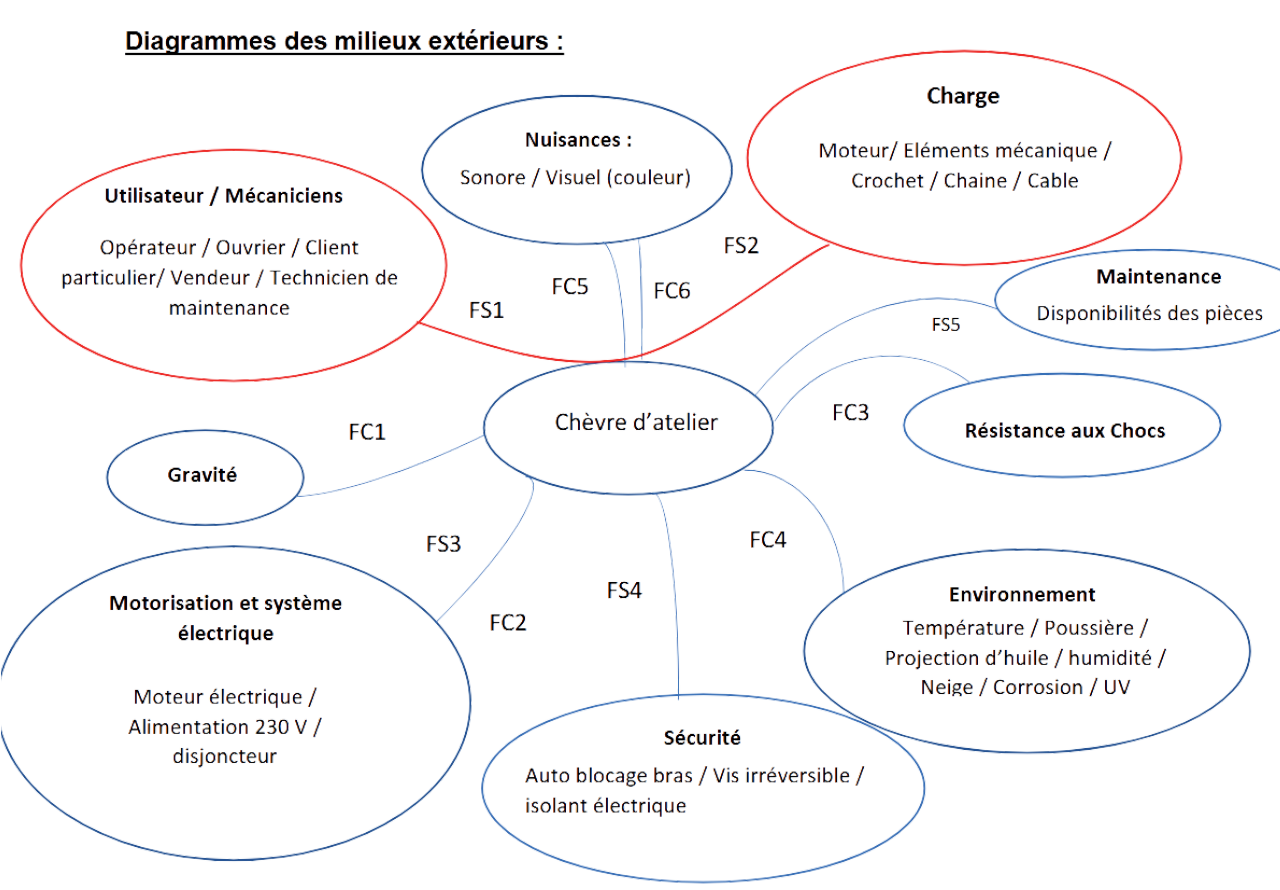 Diagrammes des milieux extérieurs :
Charge
Moteur/ Eléments mécanique /
Crochet / Chaine / Cable
Nuisances :
Sonore / Visuel (couleur)
Utilisateur / Mécaniciens
Opérateur / Ouvrier / Client
particulier/ Vendeur / Technicien de
maintenance
FS2
FC5
FC6
FS1
Maintenance
Disponibilités des pièces
FS5
FC3
Résistance aux Chocs
Chèvre d’atelier
FC1
Gravité
FS3
FC4
FS4
FC2
Motorisation et système
électrique
Moteur électrique /
Alimentation 230 V /
disjoncteur
Environnement
Température / Poussière /
Projection d’huile / humidité /
Neige / Corrosion / UV
Sécurité
Auto blocage bras / Vis irréversible /
isolant électrique